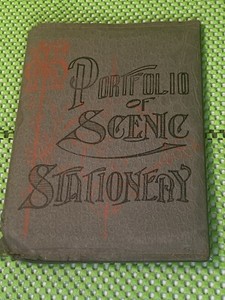 PORTFOLIO
OF
SCENIC
STATIONERY